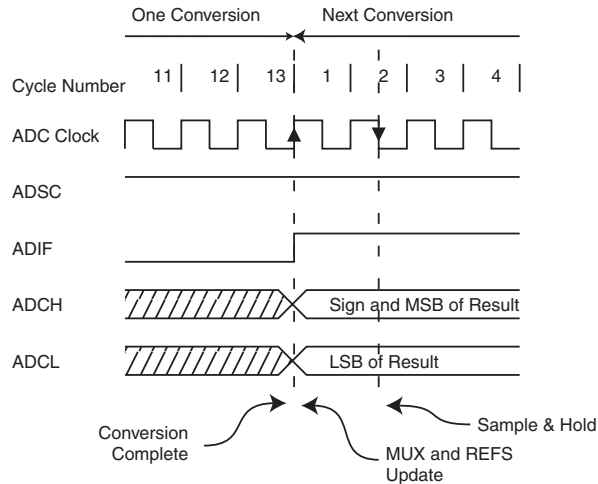 One Conversion Next Conversion
Cycle Number 11 12 13 1 2 3 4
ADC Clock
ADSC
ADIF
ADCH Sign and MSB of Result
ADCL LSB of Result
Conversion
Complete
MUX and REFS
Update
Sample & Hold